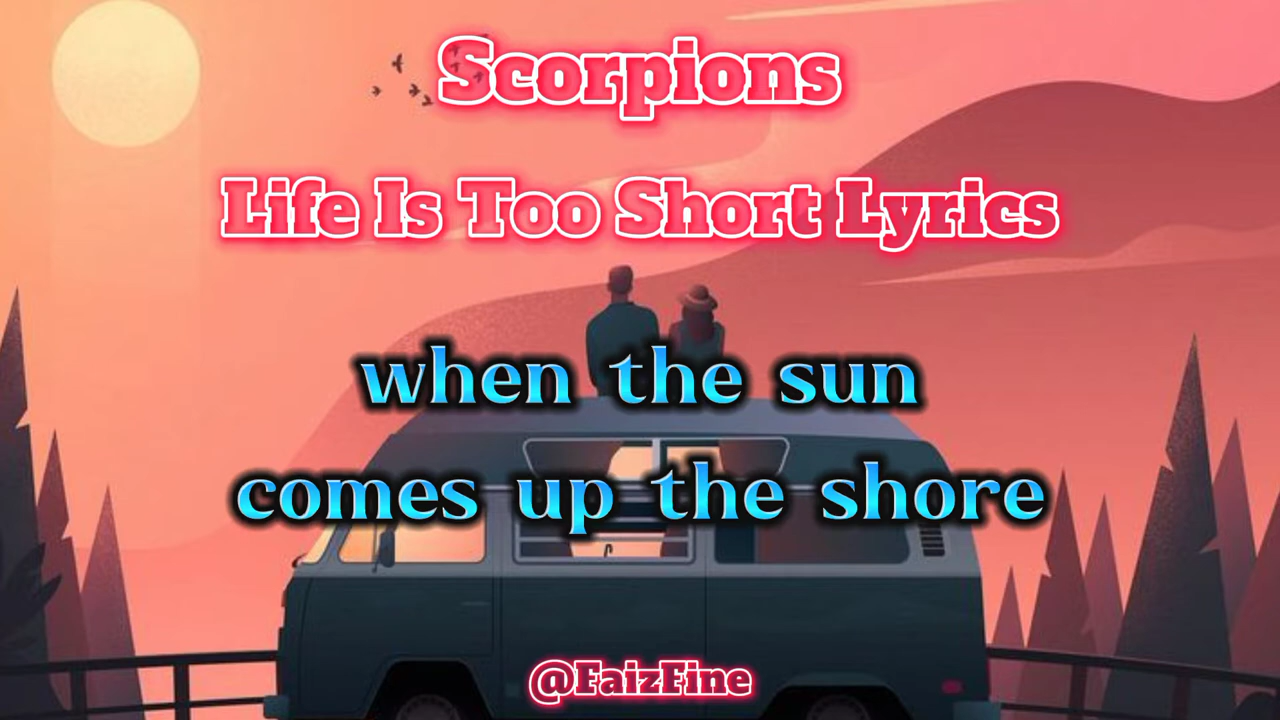 Scorpions
Life Is Too Short Lyrics
when the sun
comes up the shore
@FaizFine